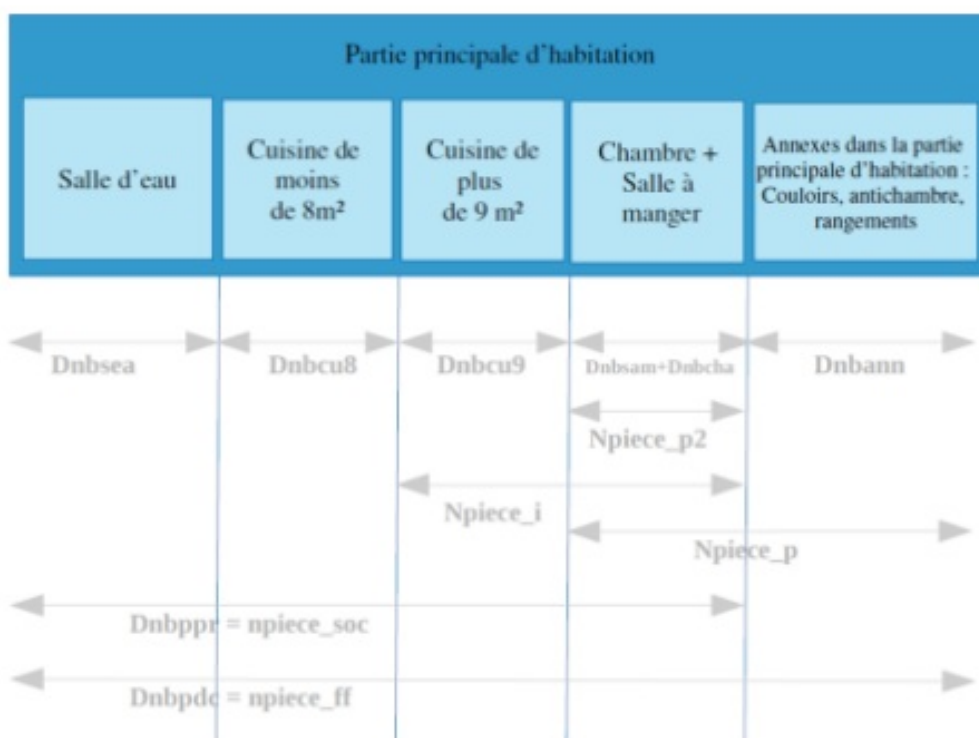 Partie principale d'habitation
Salle d'eau
Cuisine de
moins
de 8m²
Cuisine de
plus
de 9 m²
Chambre +
Salle à
manger
Annexes dans la partie
principale d'habitation :
Couloirs, antichambre,
rangements
Dnbsea
Dnbcu8
Dnbcu9
Dnbsam+Dnbcha
Dnbann
Npiece_p2
Npiece_i
Npiece_p
Dnbppr = npiece_soc
Dnbpdc = npiece_ff